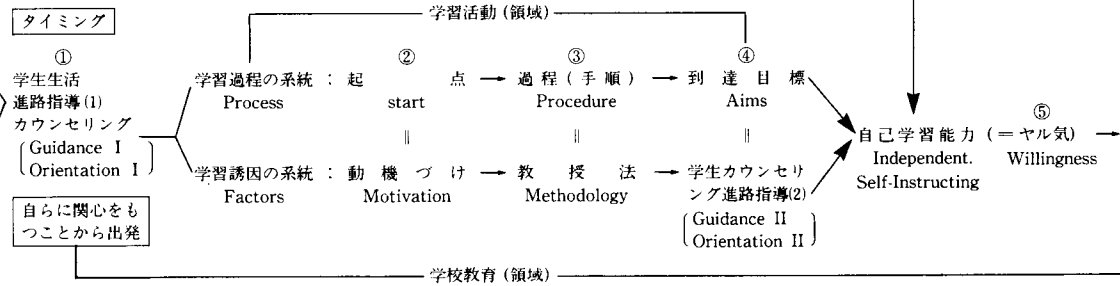 学習活動 (領域)
タイミング
① ② ③ ④ ⑤
学生生活
進路指導(1)
カウンセリング
Guidance I
Orientation I
学習過程の系統 : 起点 → 過程 (手順) → 到達目標
Process start Procedure Aims
‖ ‖ ‖
学習誘因の系統 : 動機づけ → 教授法 → 学生カウンセリ
ング進路指導(2)
Factors Motivation Methodology
Guidance II
Orientation II
自己学習能力 (=ヤル気) →
Independent. Willingness
Self-Instructing
自らに関心をも
つことから出発
学校教育 (領域)